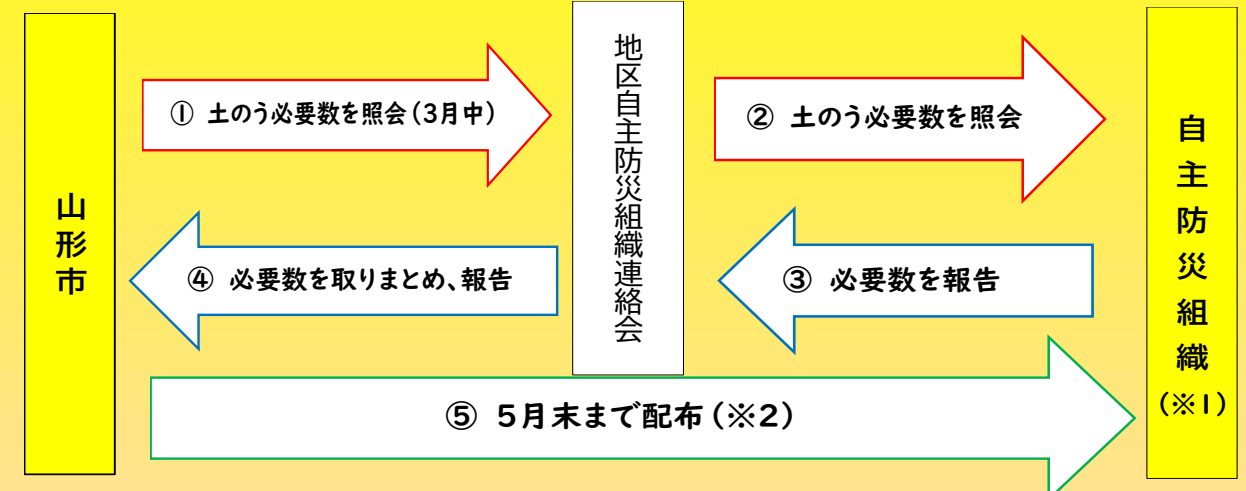 山形市
① 土のう必要数を照会(3月中)
地区自主防災組織連絡会
② 土のう必要数を照会
自主防災組織
(※1)
③ 必要数を報告
④ 必要数を取りまとめ、報告
⑤ 5月末まで配布(※2)